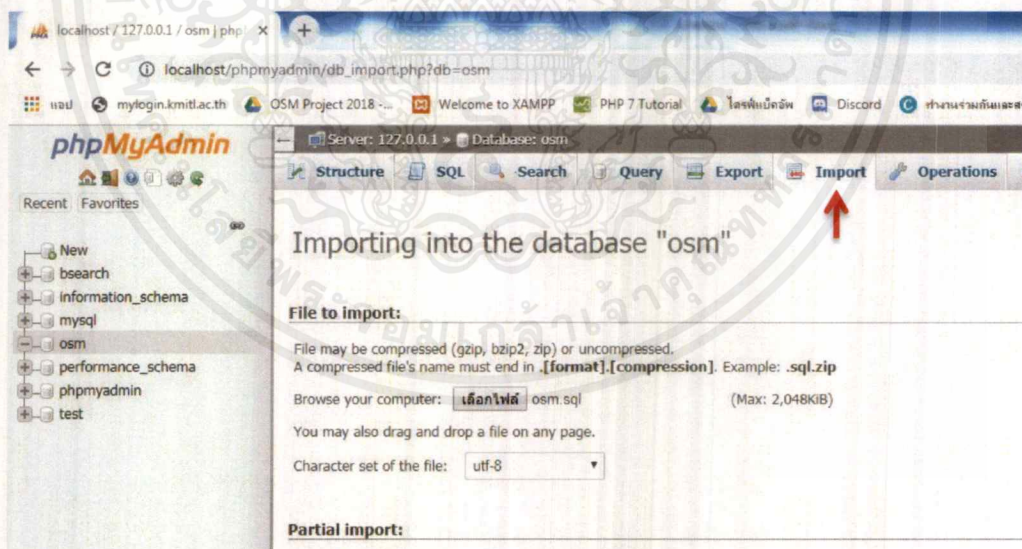 localhost / 127.0.0.1 / osm | php
localhost/phpmyadmin/db_import.php?db=osm
แอป mylogin.kmitl.ac.th OSM Project 2018 -... Welcome to XAMPP PHP 7 Tutorial ไดรฟ์แบ็คอัพ Discord
phpMyAdmin
Server: 127.0.0.1 » Database: osm
Structure SQL Search Query Export Import Operations
Recent Favorites
New
bsearch
information_schema
mysql
osm
performance_schema
phpmyadmin
test
Importing into the database "osm"
File to import:
File may be compressed (gzip, bzip2, zip) or uncompressed.
A compressed file's name must end in .[format].[compression]. Example: .sql.zip
Browse your computer: เลือกไฟล์ osm.sql (Max: 2,048KiB)
You may also drag and drop a file on any page.
Character set of the file: utf-8
Partial import: